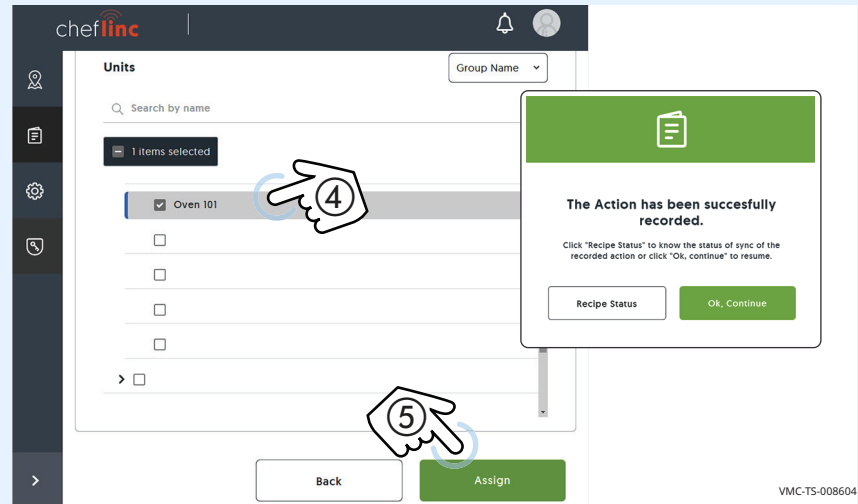 cheflinc
Units
Group Name
Search by name
1 items selected
Oven 101
4
5
Back
Assign
The Action has been succesfully
recorded.
Click "Recipe Status" to know the status of sync of the
recorded action or click "Ok, continue" to resume.
Recipe Status
Ok, Continue
VMC-TS-008604